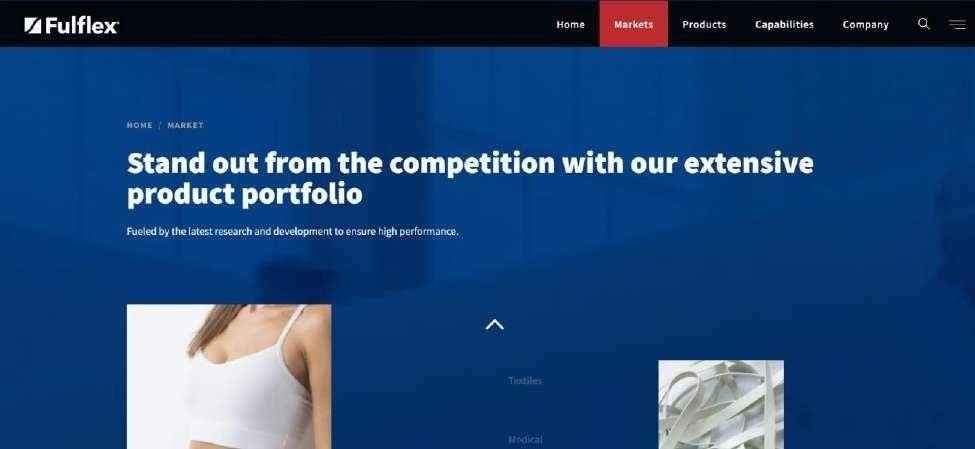 Fulflex
Home Markets Products Capabilities Company
HOME / MARKET
Stand out from the competition with our extensive
product portfolio
Fueled by the latest research and development to ensure high performance.
Textiles
Medical